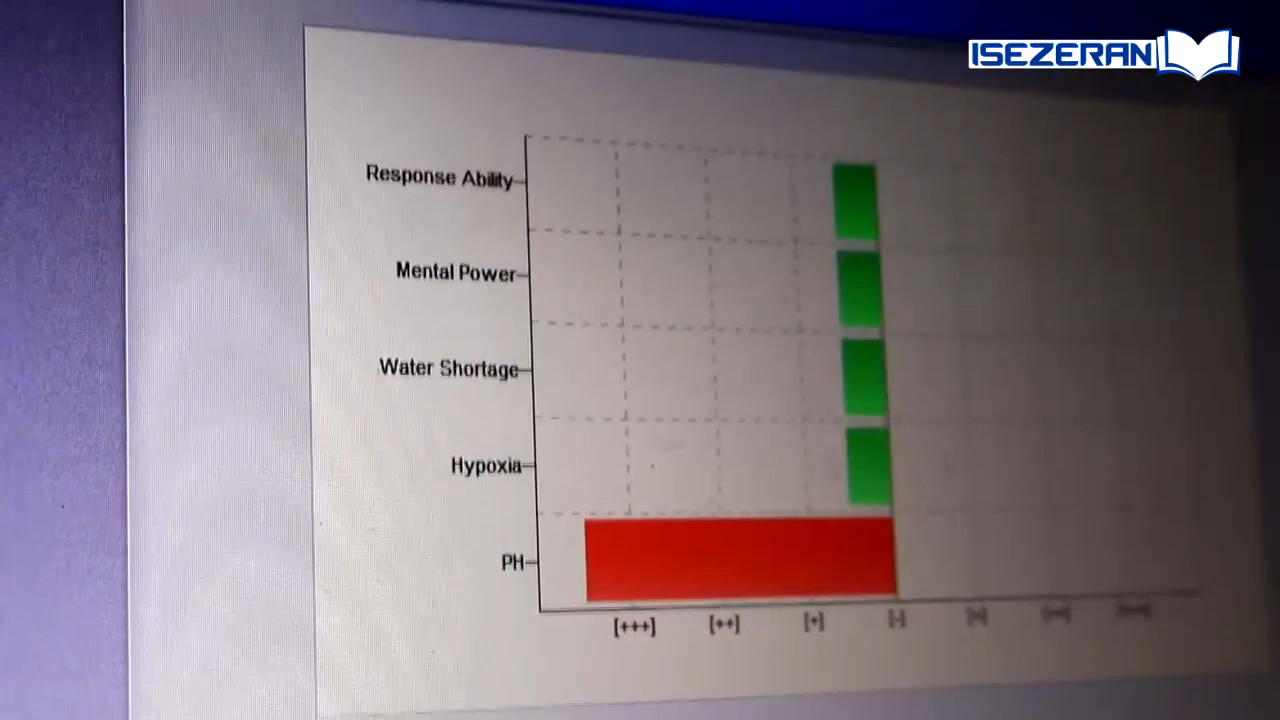 ISEZERAN
Response Ability
Mental Power
Water Shortage
Hypoxia
PH
[+++]
[++]
[+]
[-]